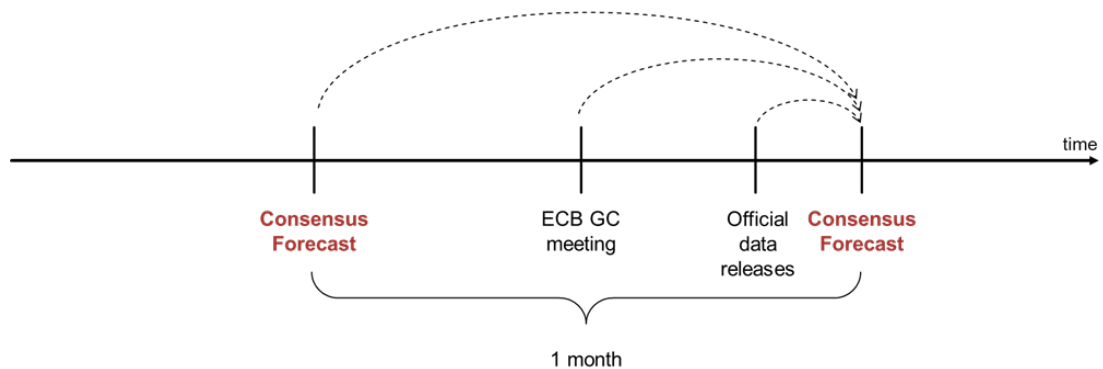 time
Consensus
Forecast
ECB GC
meeting
Official
data
releases
Consensus
Forecast
1 month